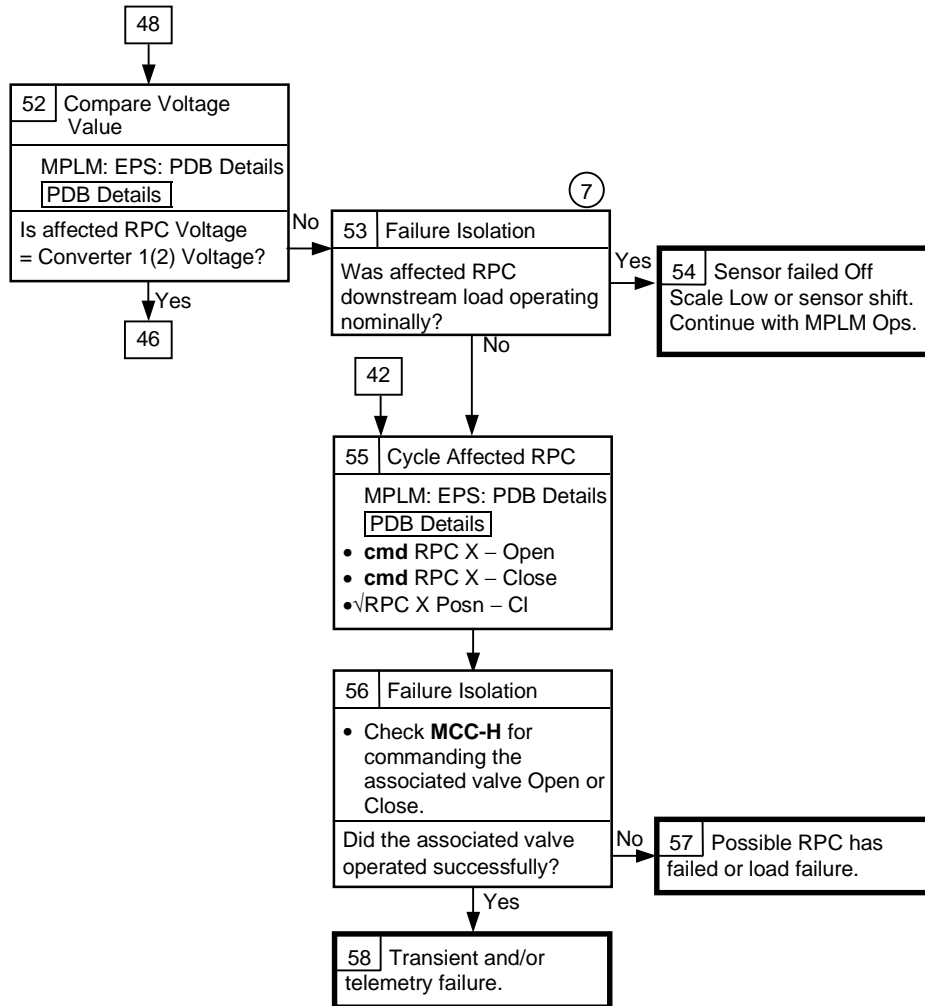 48
52 Compare Voltage
Value
MPLM: EPS: PDB Details
PDB Details
Is affected RPC Voltage
= Converter 1(2) Voltage?
No
Yes
46
7
53 Failure Isolation
Was affected RPC
downstream load operating
nominally?
Yes
No
54 Sensor failed Off
Scale Low or sensor shift.
Continue with MPLM Ops.
42
55 Cycle Affected RPC
MPLM: EPS: PDB Details
PDB Details
• cmd RPC X – Open
• cmd RPC X – Close
•√RPC X Posn – Cl
56 Failure Isolation
• Check MCC-H for
commanding the
associated valve Open or
Close.
Did the associated valve
operated successfully?
No
Yes
57 Possible RPC has
failed or load failure.
58 Transient and/or
telemetry failure.